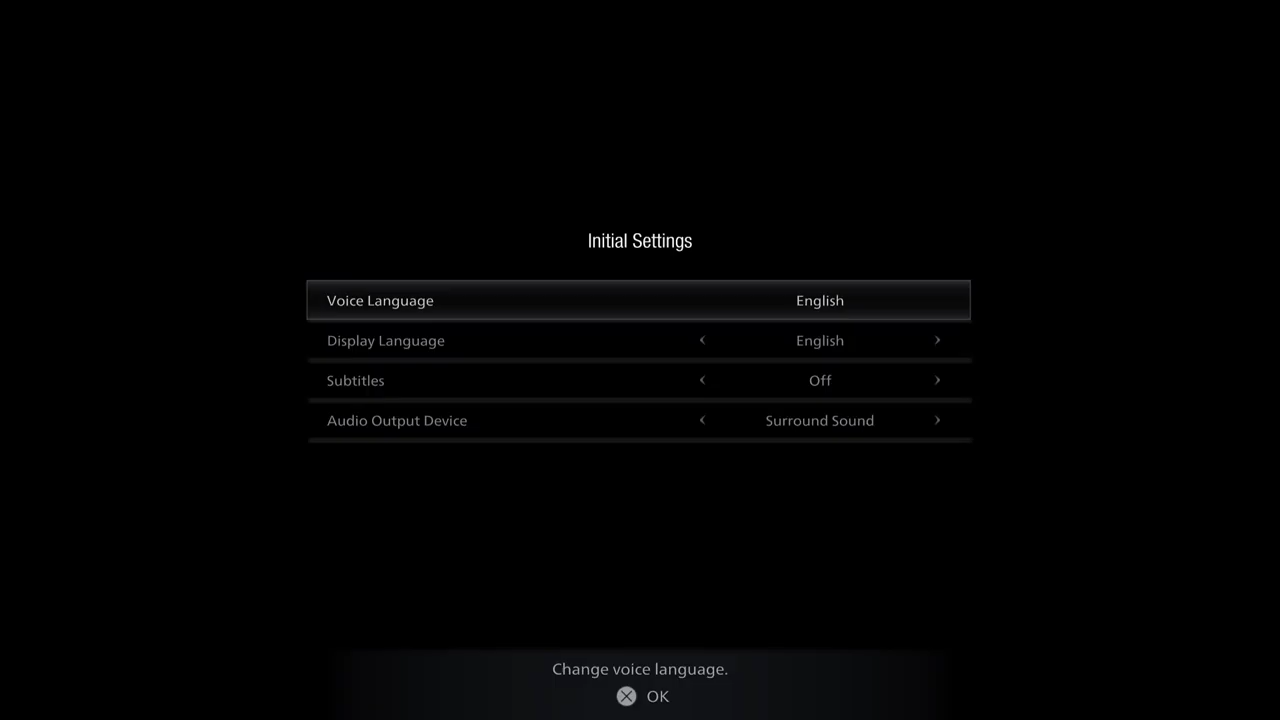 Initial Settings
Voice Language English
Display Language English
Subtitles Off
Audio Output Device Surround Sound
Change voice language.
OK